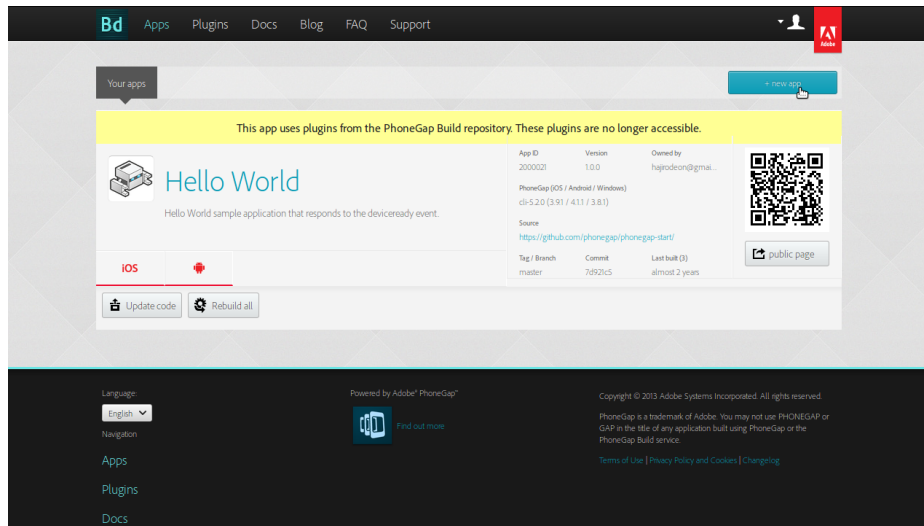 Bd Apps Plugins Docs Blog FAQ Support
Adobe
Your apps
+ new app
This app uses plugins from the PhoneGap Build repository. These plugins are no longer accessible.
Hello World
Hello World sample application that responds to the deviceready event.
App ID Version Owned by
2000021 1.0.0 hajirodeon@gmai...
PhoneGap (iOS / Android / Windows)
cli-5.2.0 (3.9.1 / 4.1.1 / 3.8.1)
Source
https://github.com/phonegap/phonegap-start/
Tag / Branch Commit Last built (3)
master 7d921c5 almost 2 years
public page
iOS
Update code Rebuild all
Language:
English
Navigation
Apps
Plugins
Docs
Powered by Adobe® PhoneGap™
Find out more
Copyright © 2013 Adobe Systems Incorporated. All rights reserved.
PhoneGap is a trademark of Adobe. You may not use PHONEGAP or
GAP in the title of any application built using PhoneGap or the
PhoneGap Build service.
Terms of Use | Privacy Policy and Cookies | Changelog